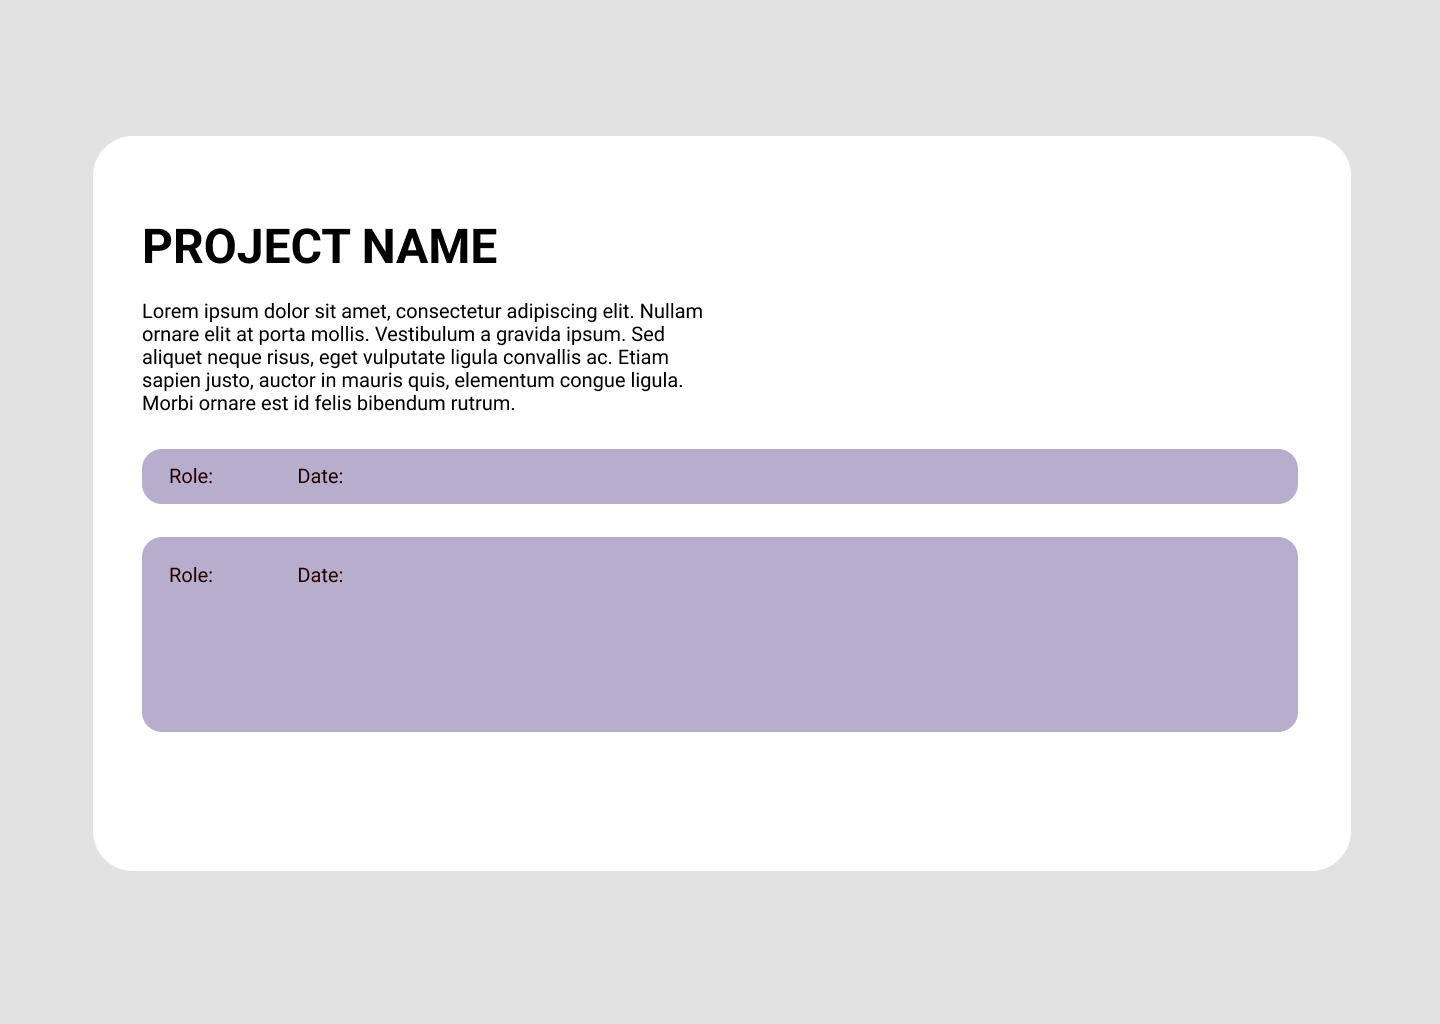 PROJECT NAME
Lorem ipsum dolor sit amet, consectetur adipiscing elit. Nullam
ornare elit at porta mollis. Vestibulum a gravida ipsum. Sed
aliquet neque risus, eget vulputate ligula convallis ac. Etiam
sapien justo, auctor in mauris quis, elementum congue ligula.
Morbi ornare est id felis bibendum rutrum.
Role: Date:
Role: Date: